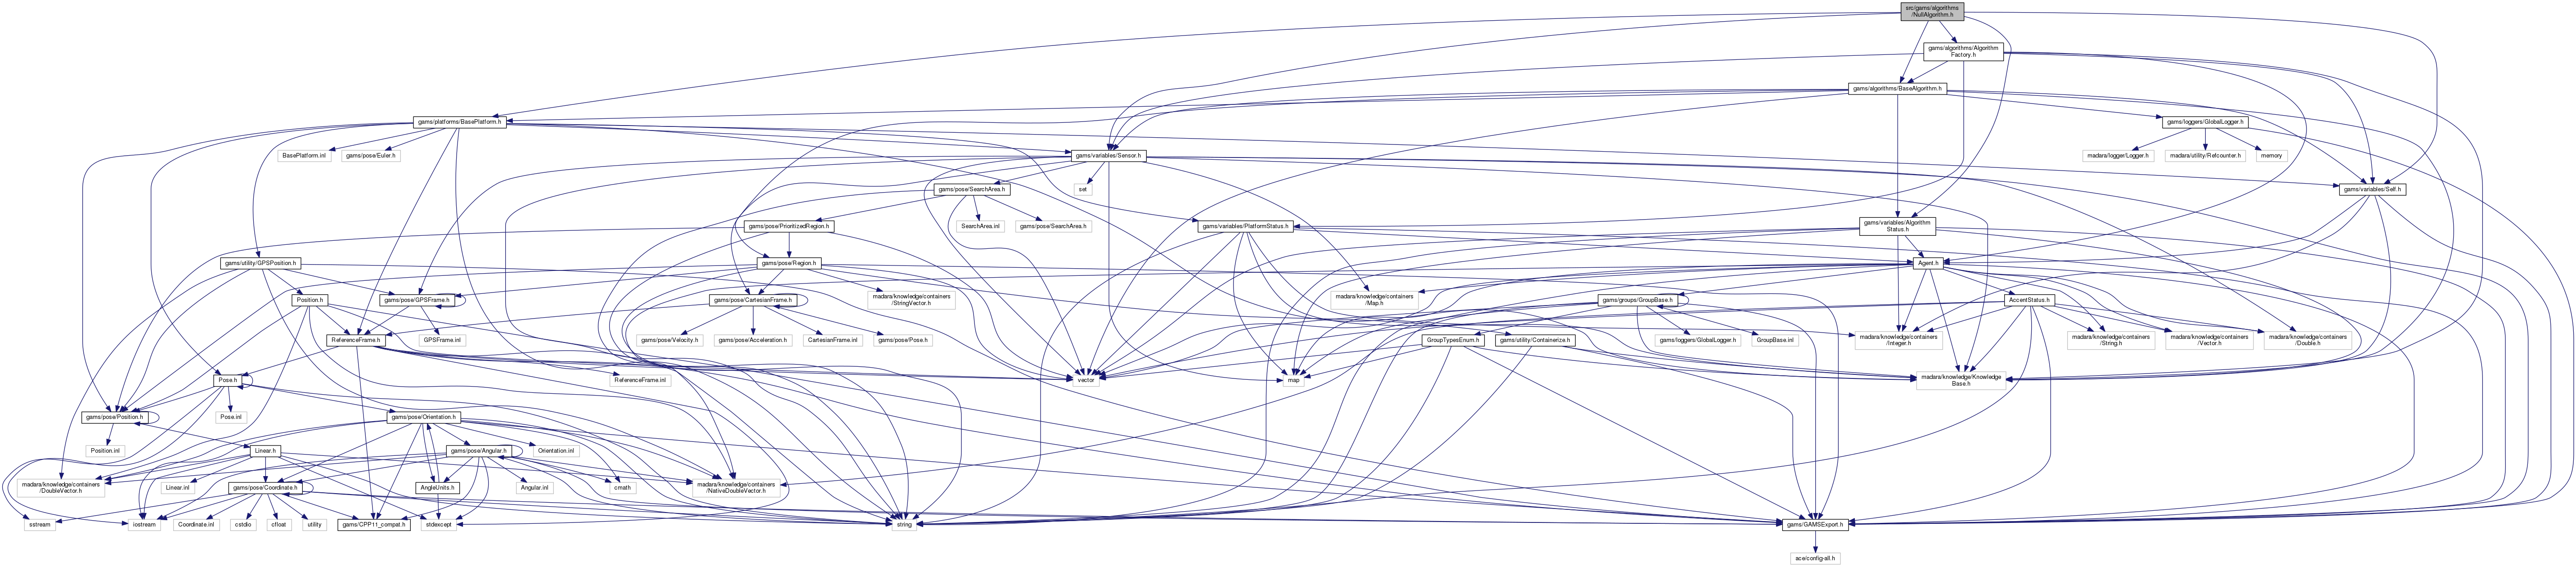 src/gams/algorithms
/NullAlgorithm.h
gams/algorithms/Algorithm
Factory.h
gams/algorithms/BaseAlgorithm.h
gams/platforms/BasePlatform.h
gams/loggers/GlobalLogger.h
BasePlatform.inl
gams/pose/Euler.h
gams/variables/Sensor.h
madara/logger/Logger.h
madara/utility/Refcounter.h
memory
gams/pose/SearchArea.h
set
gams/variables/Self.h
gams/pose/PrioritizedRegion.h
SearchArea.inl
gams/pose/SearchArea.h
gams/variables/PlatformStatus.h
gams/variables/Algorithm
Status.h
gams/utility/GPSPosition.h
gams/pose/Region.h
Agent.h
Position.h
gams/pose/GPSFrame.h
gams/pose/CartesianFrame.h
madara/knowledge/containers
/StringVector.h
madara/knowledge/containers
/Map.h
gams/groups/GroupBase.h
AccentStatus.h
ReferenceFrame.h
GPSFrame.inl
gams/pose/Velocity.h
gams/pose/Acceleration.h
CartesianFrame.inl
gams/pose/Pose.h
GroupTypesEnum.h
gams/utility/Containerize.h
gams/loggers/GlobalLogger.h
GroupBase.inl
madara/knowledge/containers
/Integer.h
madara/knowledge/containers
/String.h
madara/knowledge/containers
/Vector.h
madara/knowledge/containers
/Double.h
Pose.h
ReferenceFrame.inl
vector
map
madara/knowledge/Knowledge
Base.h
gams/pose/Position.h
Pose.inl
gams/pose/Orientation.h
Position.inl
Linear.h
gams/pose/Angular.h
Orientation.inl
madara/knowledge/containers
/DoubleVector.h
Linear.inl
gams/pose/Coordinate.h
AngleUnits.h
Angular.inl
cmath
madara/knowledge/containers
/NativeDoubleVector.h
sstream
iostream
Coordinate.inl
cstdio
cfloat
utility
gams/CPP11_compat.h
stdexcept
string
gams/GAMSExport.h
ace/config-all.h